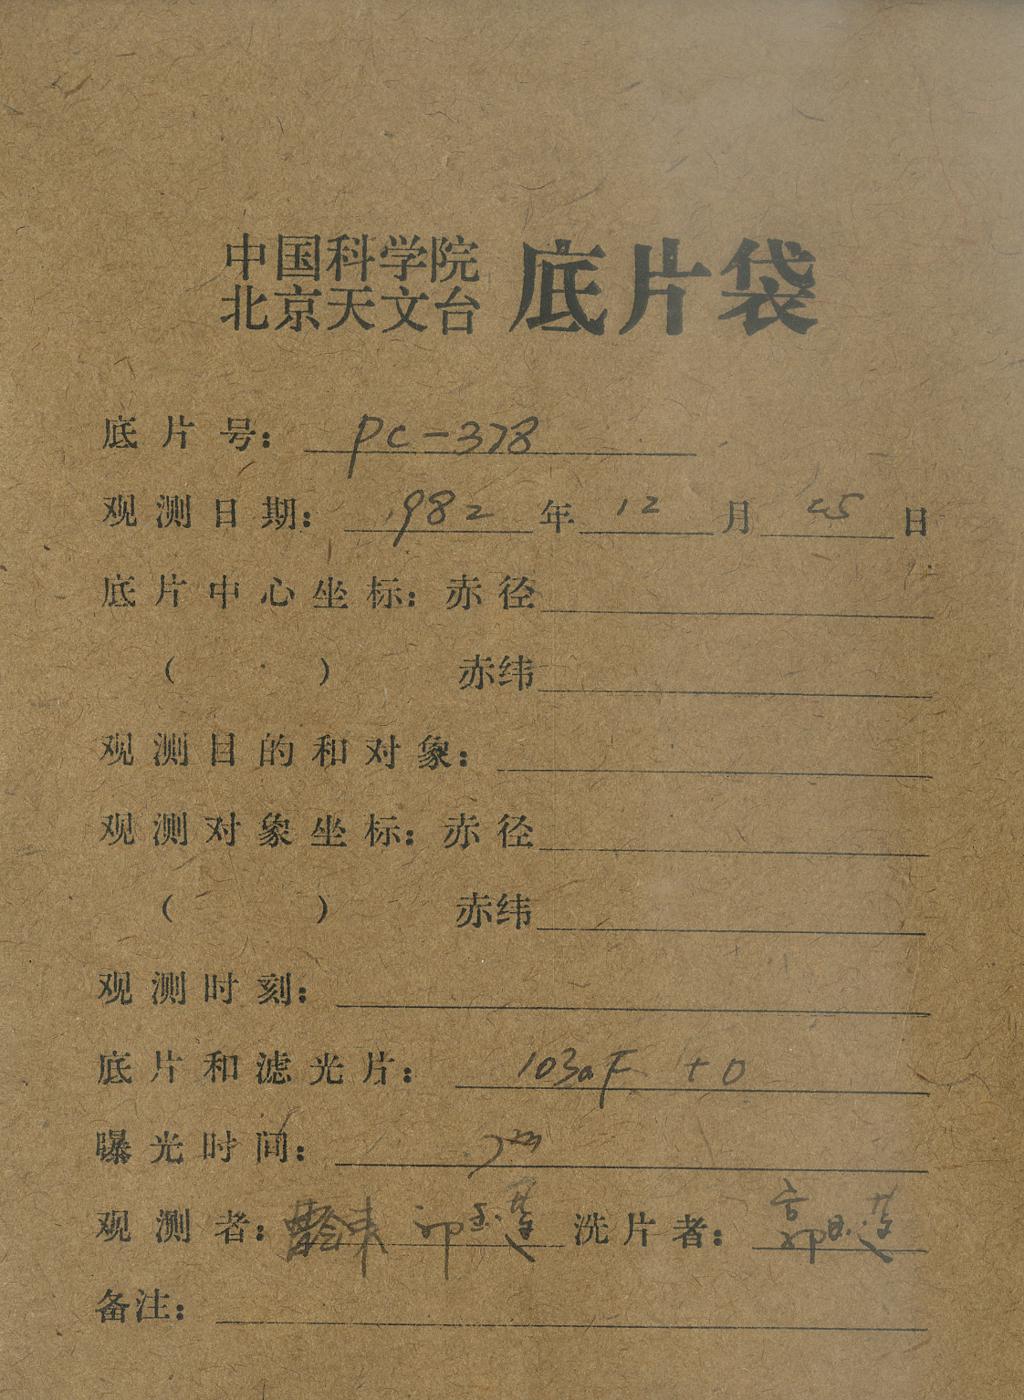 中国科学院
北京天文台 底片袋
底片号： PC-378
观测日期： 1982 年 12 月 25 日
底片中心坐标：赤径
（ ） 赤纬
观测目的和对象：
观测对象坐标：赤径
（ ） 赤纬
观测时刻：
底片和滤光片： 103aF +0
曝光时间：
观测者： 洗片者：
备注：